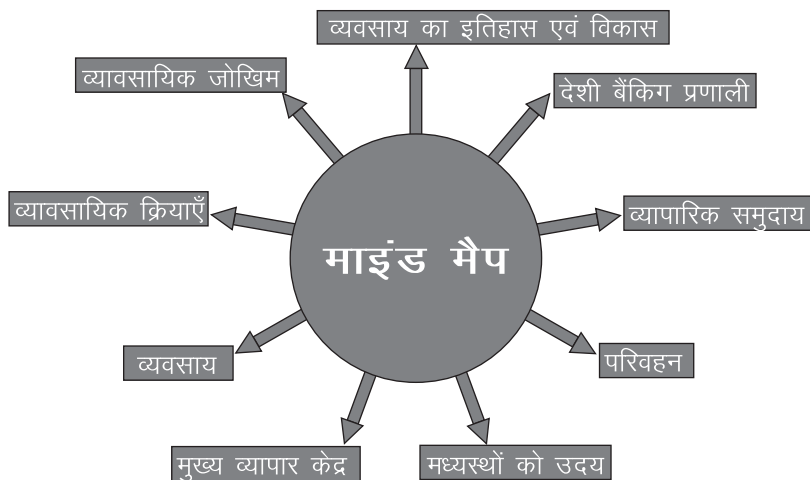 व्यवसाय का इतिहास एवं विकास
व्यावसायिक जोखिम
देशी बैंकिग प्रणाली
व्यावसायिक क्रियाएँ
व्यापारिक समुदाय
माइंड मैप
व्यवसाय
परिवहन
मुख्य व्यापार केद्र
मध्यस्थों को उदय